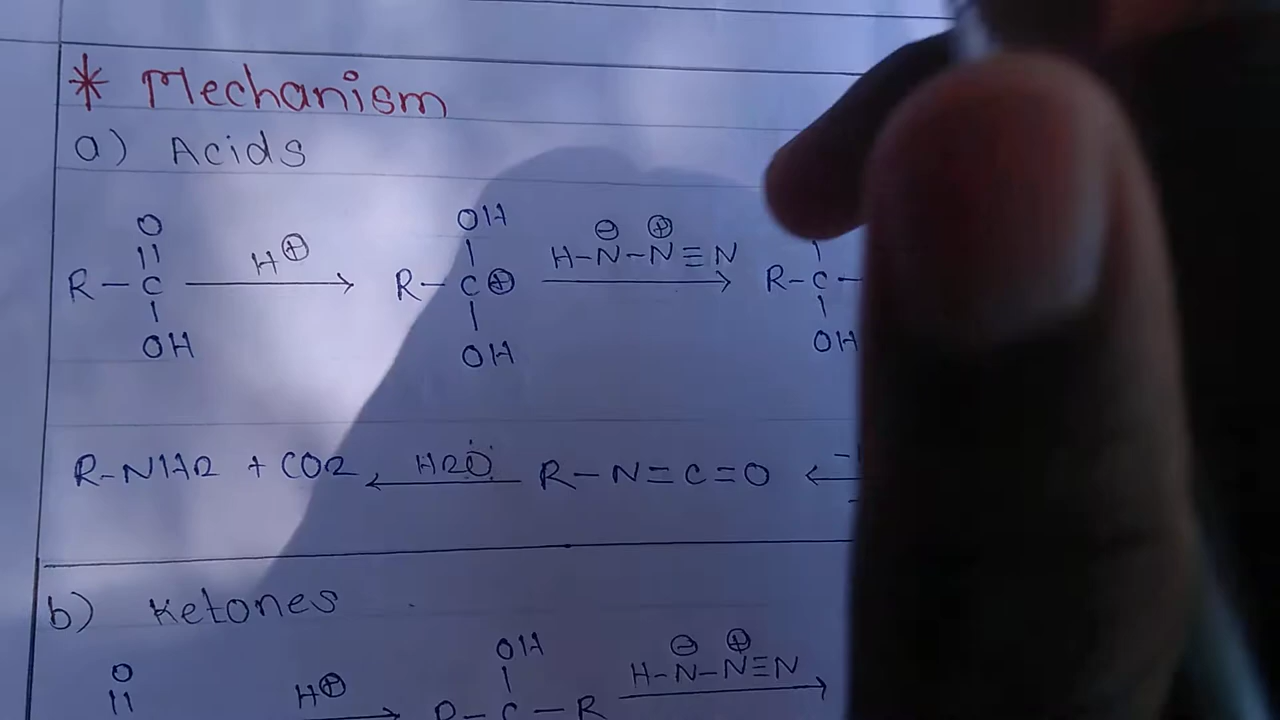 * Mechanism
a) Acids
O OH
|| | ⊖ ⊕ |
R-C ⟶ H⊕ R-C⊕ H-N-N≡N ⟶ R-C-
| | |
OH OH OH
R-NH2 + CO2 ⟵ H2O R-N=C=O ⟵ -
b) Ketones
O OH ⊖ ⊕
|| H⊕ ⟶ | H-N-N≡N ⟶
R-C-R